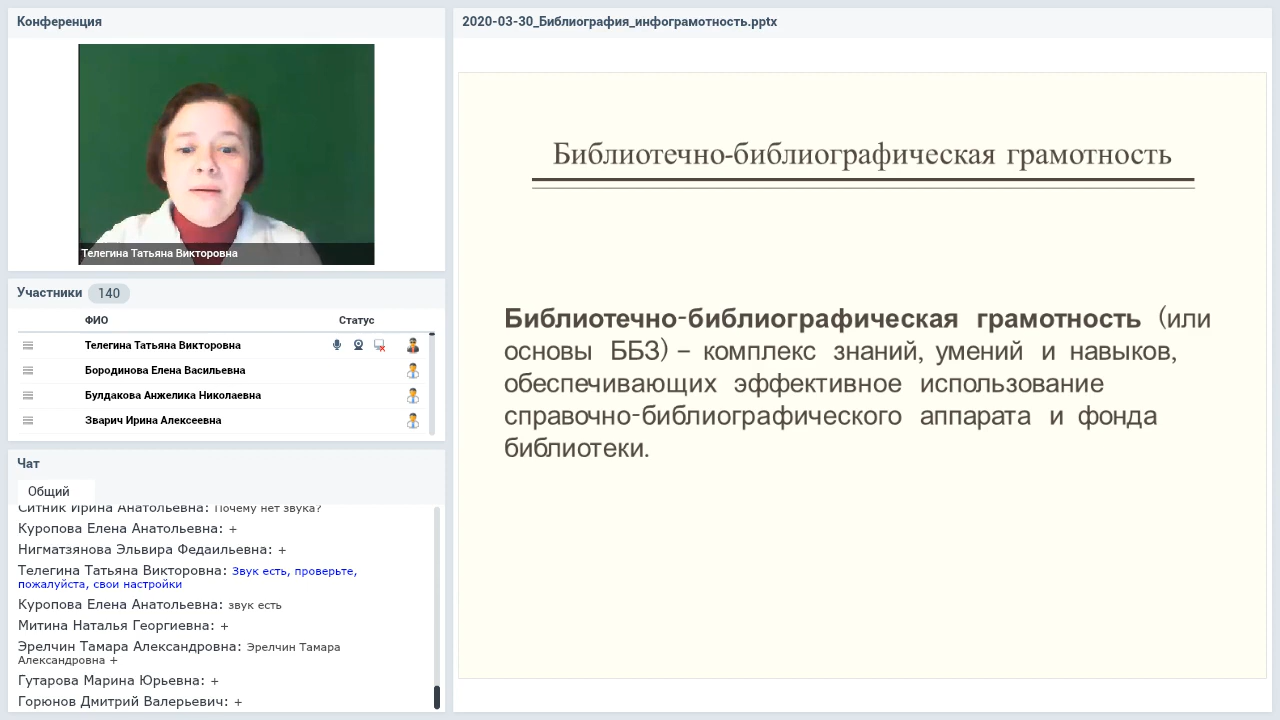 Конференция
Телегина Татьяна Викторовна
Участники 140
ФИО Статус
Телегина Татьяна Викторовна
Бородинова Елена Васильевна
Булдакова Анжелика Николаевна
Зварич Ирина Алексеевна
Чат
Общий
Ситник Ирина Анатольевна: Почему нет звука?
Куропова Елена Анатольевна: +
Нигматзянова Эльвира Федаильевна: +
Телегина Татьяна Викторовна: Звук есть, проверьте,
пожалуйста, свои настройки
Куропова Елена Анатольевна: звук есть
Митина Наталья Георгиевна: +
Эрелчин Тамара Александровна: Эрелчин Тамара
Александровна +
Гутарова Марина Юрьевна: +
Горюнов Дмитрий Валерьевич: +
2020-03-30_Библиография_инфограмотность.pptx
Библиотечно-библиографическая грамотность
Библиотечно-библиографическая грамотность (или
основы ББЗ) – комплекс знаний, умений и навыков,
обеспечивающих эффективное использование
справочно-библиографического аппарата и фонда
библиотеки.